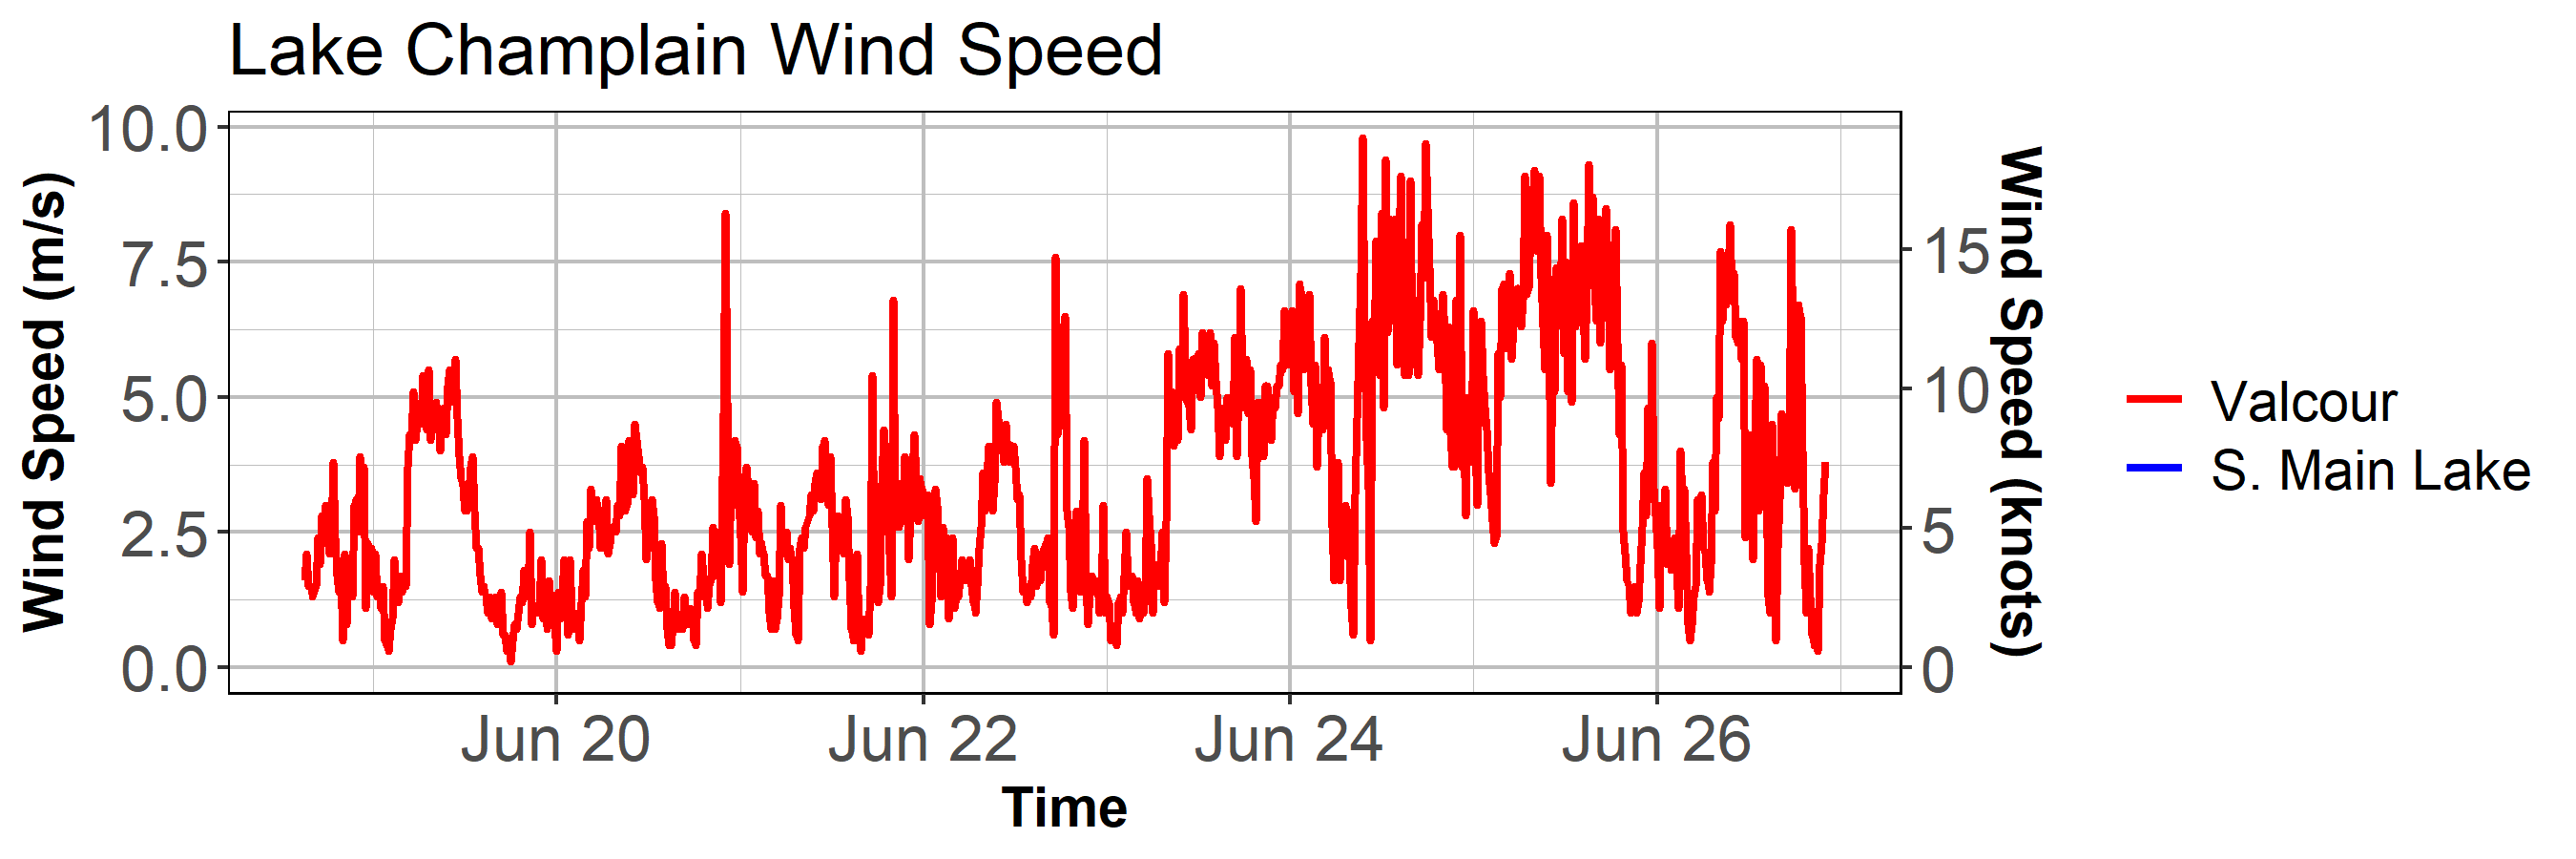 Lake Champlain Wind Speed
Wind Speed (m/s)
10.0
7.5
5.0
2.5
0.0
Jun 20
Jun 22
Jun 24
Jun 26
Time
15
10
5
0
Wind Speed (knots)
Valcour
S. Main Lake